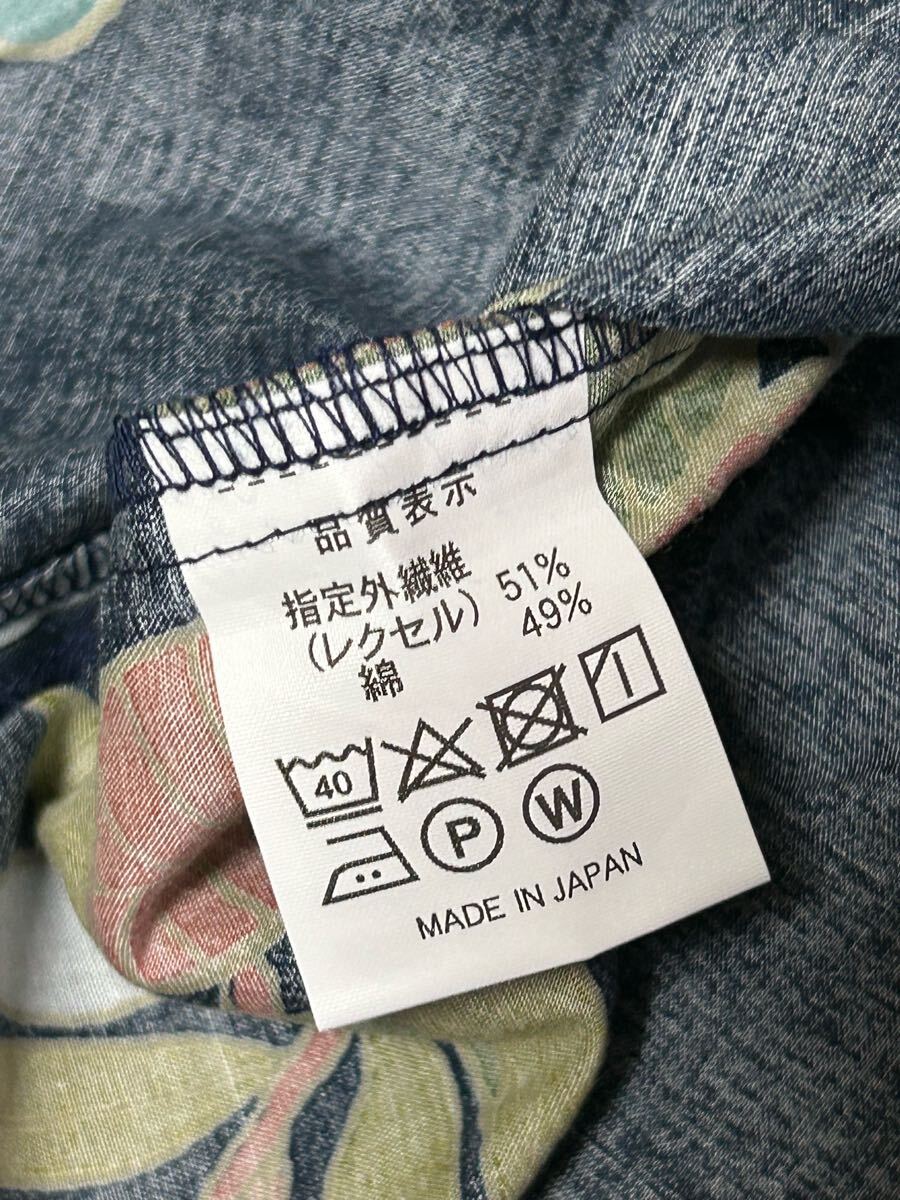 品質表示
指定外繊維
(レクセル) 51%
綿 49%
40
P W
MADE IN JAPAN